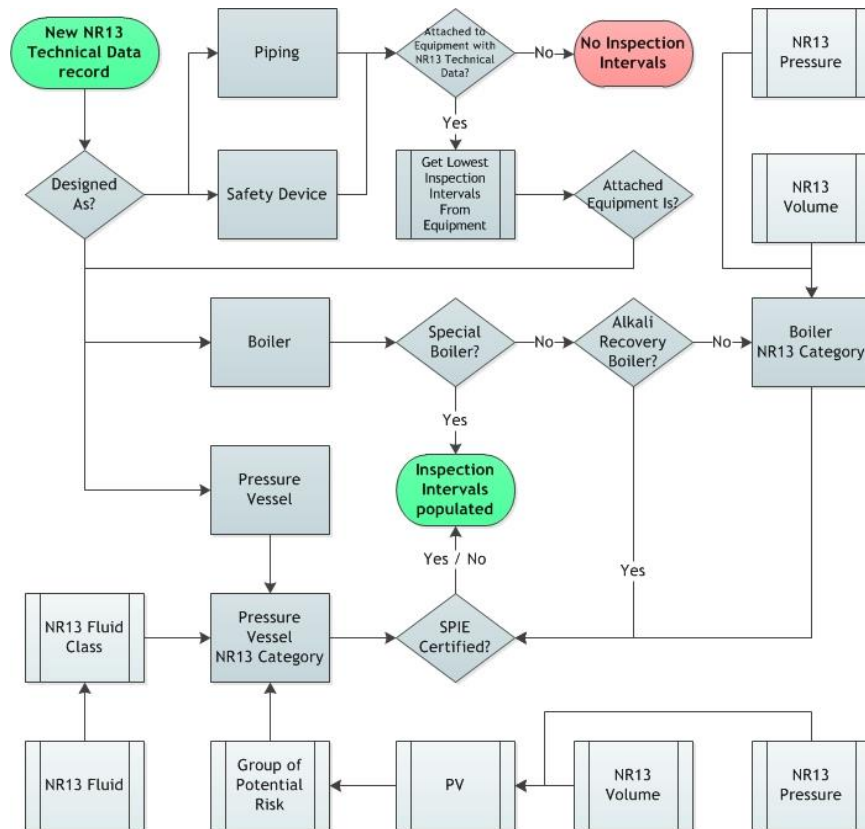 New NR13
Technical Data
record
Piping
Attached to
Equipment with
NR13 Technical
Data?
No
No Inspection
Intervals
NR13
Pressure
Yes
Designed
As?
Safety Device
Get Lowest
Inspection
Intervals
From
Equipment
Attached
Equipment Is?
NR13
Volume
Boiler
Special
Boiler?
No
Alkali
Recovery
Boiler?
No
Boiler
NR13 Category
Yes
Pressure
Vessel
Inspection
Intervals
populated
Yes / No
Yes
NR13 Fluid
Class
Pressure
Vessel
NR13 Category
SPIE
Certified?
NR13 Fluid
Group of
Potential
Risk
PV
NR13
Volume
NR13
Pressure